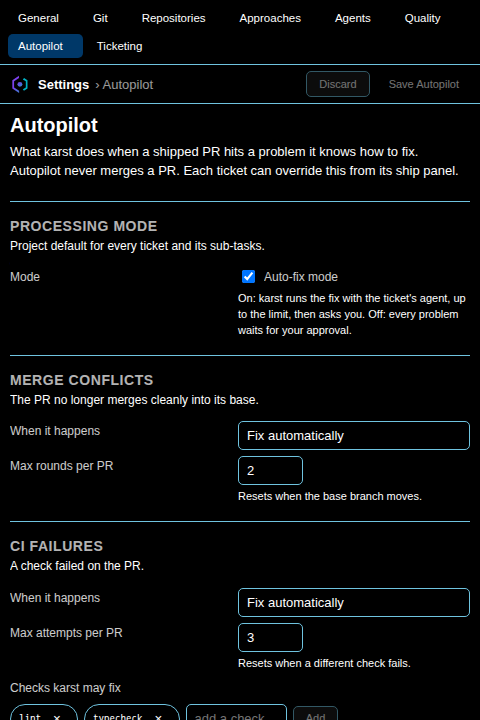 General Git Repositories Approaches Agents Quality
Autopilot Ticketing
Settings › Autopilot Discard Save Autopilot
Autopilot
What karst does when a shipped PR hits a problem it knows how to fix.
Autopilot never merges a PR. Each ticket can override this from its ship panel.
PROCESSING MODE
Project default for every ticket and its sub-tasks.
Mode Auto-fix mode
On: karst runs the fix with the ticket's agent, up
to the limit, then asks you. Off: every problem
waits for your approval.
MERGE CONFLICTS
The PR no longer merges cleanly into its base.
When it happens Fix automatically
Max rounds per PR 2
Resets when the base branch moves.
CI FAILURES
A check failed on the PR.
When it happens Fix automatically
Max attempts per PR 3
Resets when a different check fails.
Checks karst may fix
lint × typecheck × add a check Add